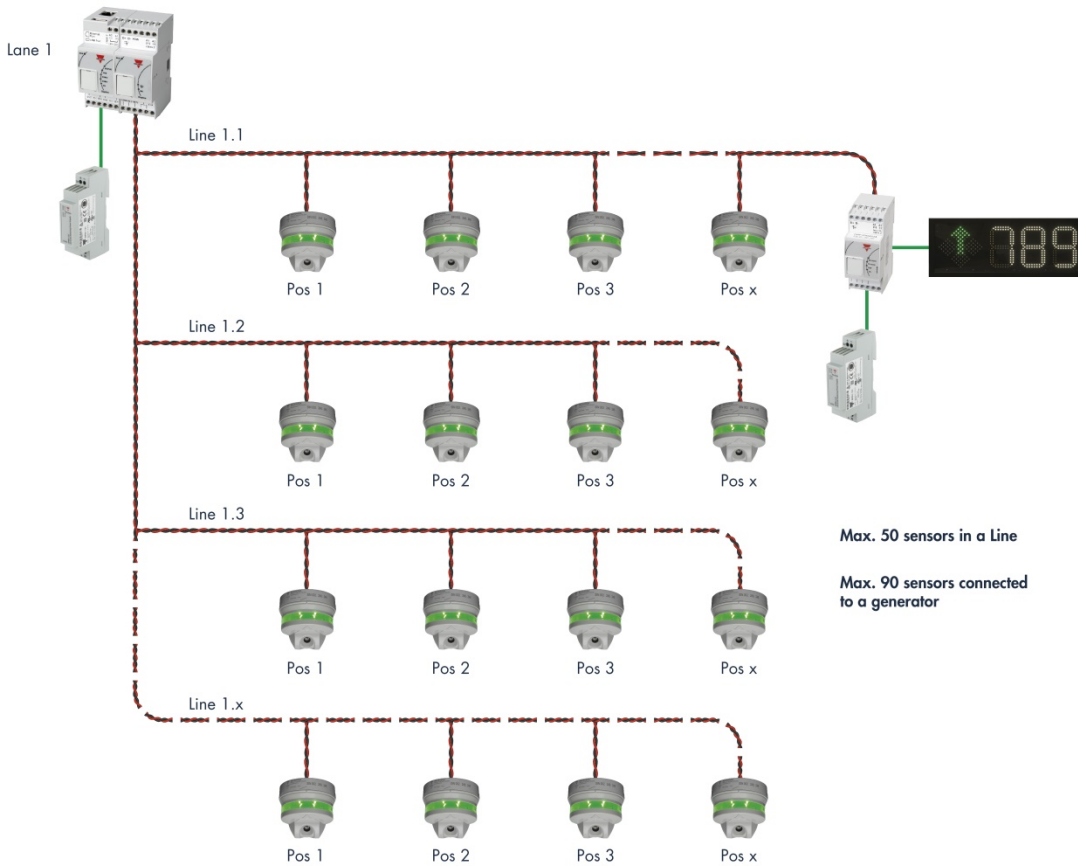 Lane 1
Line 1.1
Pos 1
Pos 2
Pos 3
Pos x
789
Line 1.2
Pos 1
Pos 2
Pos 3
Pos x
Line 1.3
Max. 50 sensors in a Line
Max. 90 sensors connected
to a generator
Pos 1
Pos 2
Pos 3
Pos x
Line 1.x
Pos 1
Pos 2
Pos 3
Pos x